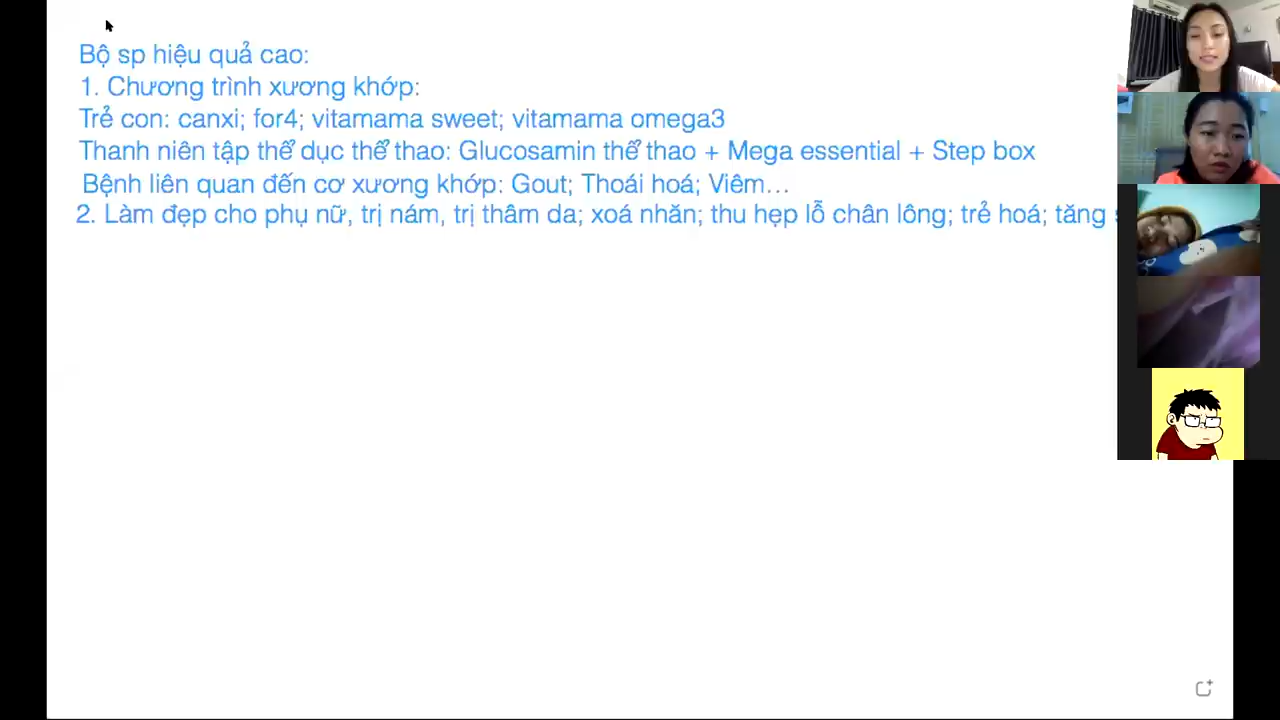 Bộ sp hiệu quả cao:
1. Chương trình xương khớp:
Trẻ con: canxi; for4; vitamama sweet; vitamama omega3
Thanh niên tập thể dục thể thao: Glucosamin thể thao + Mega essential + Step box
Bệnh liên quan đến cơ xương khớp: Gout; Thoái hoá; Viêm…
2. Làm đẹp cho phụ nữ, trị nám, trị thâm da; xoá nhăn; thu hẹp lỗ chân lông; trẻ hoá; tăng